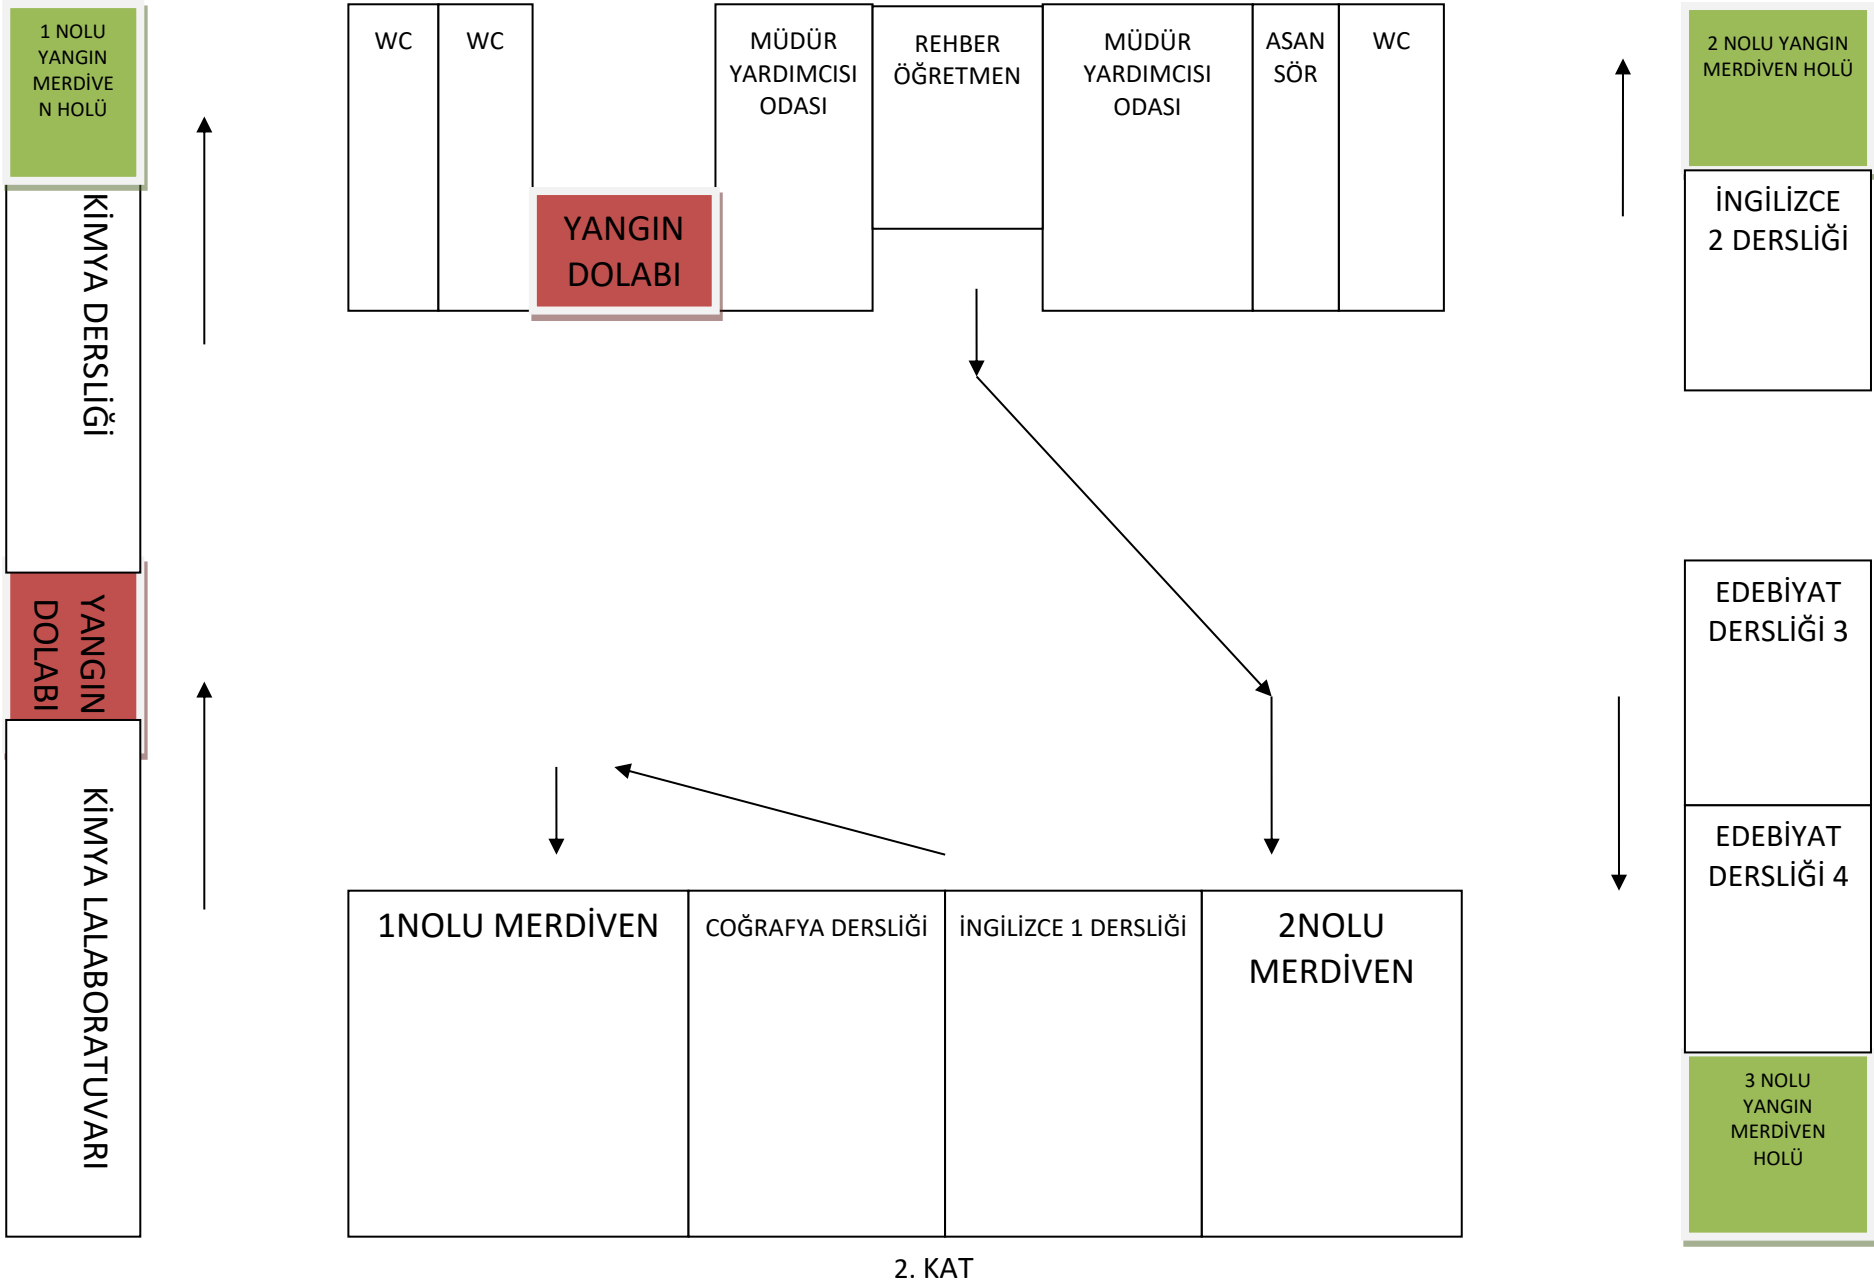 1 NOLU
YANGIN
MERDİVE
N HOLÜ
WC
WC
MÜDÜR
YARDIMCISI
ODASI
REHBER
ÖĞRETMEN
MÜDÜR
YARDIMCISI
ODASI
ASAN
SÖR
WC
2 NOLU YANGIN
MERDİVEN HOLÜ
KİMYA DERSLİĞİ
YANGIN
DOLABI
İNGİLİZCE
2 DERSLİĞİ
YANGIN
DOLABI
EDEBİYAT
DERSLİĞİ 3
KİMYA LALABORATUVARI
EDEBİYAT
DERSLİĞİ 4
1NOLU MERDİVEN
COĞRAFYA DERSLİĞİ
İNGİLİZCE 1 DERSLİĞİ
2NOLU
MERDİVEN
3 NOLU
YANGIN
MERDİVEN
HOLÜ
2. KAT